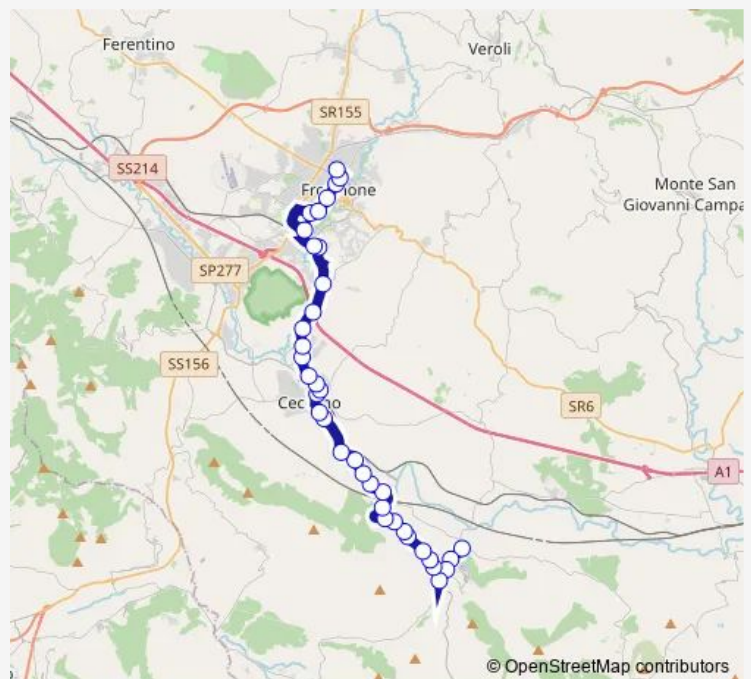 Ferentino
Veroli
SR155
SS214
Monte San
Giovanni Campa
SP277
SS156
SR6
A1
© OpenStreetMap contributors